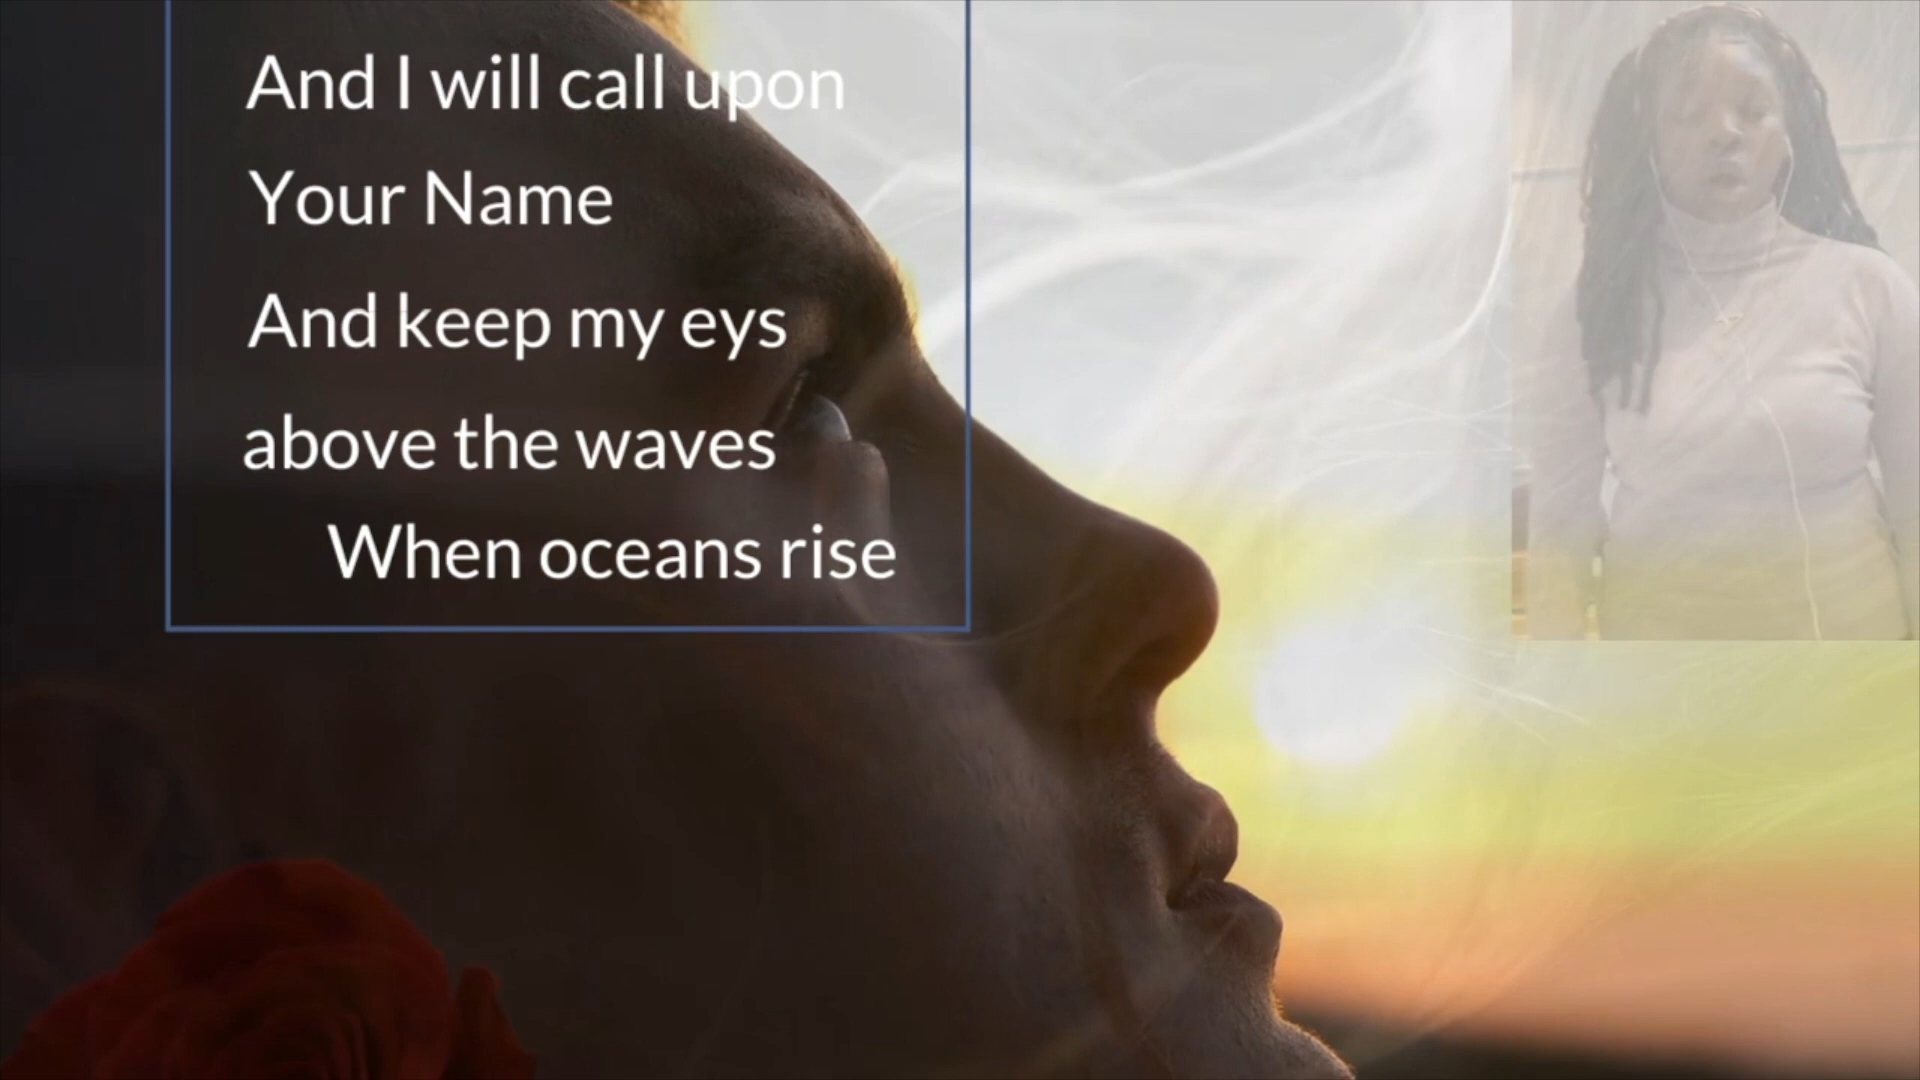 And I will call upon
Your Name
And keep my eys
above the waves
When oceans rise